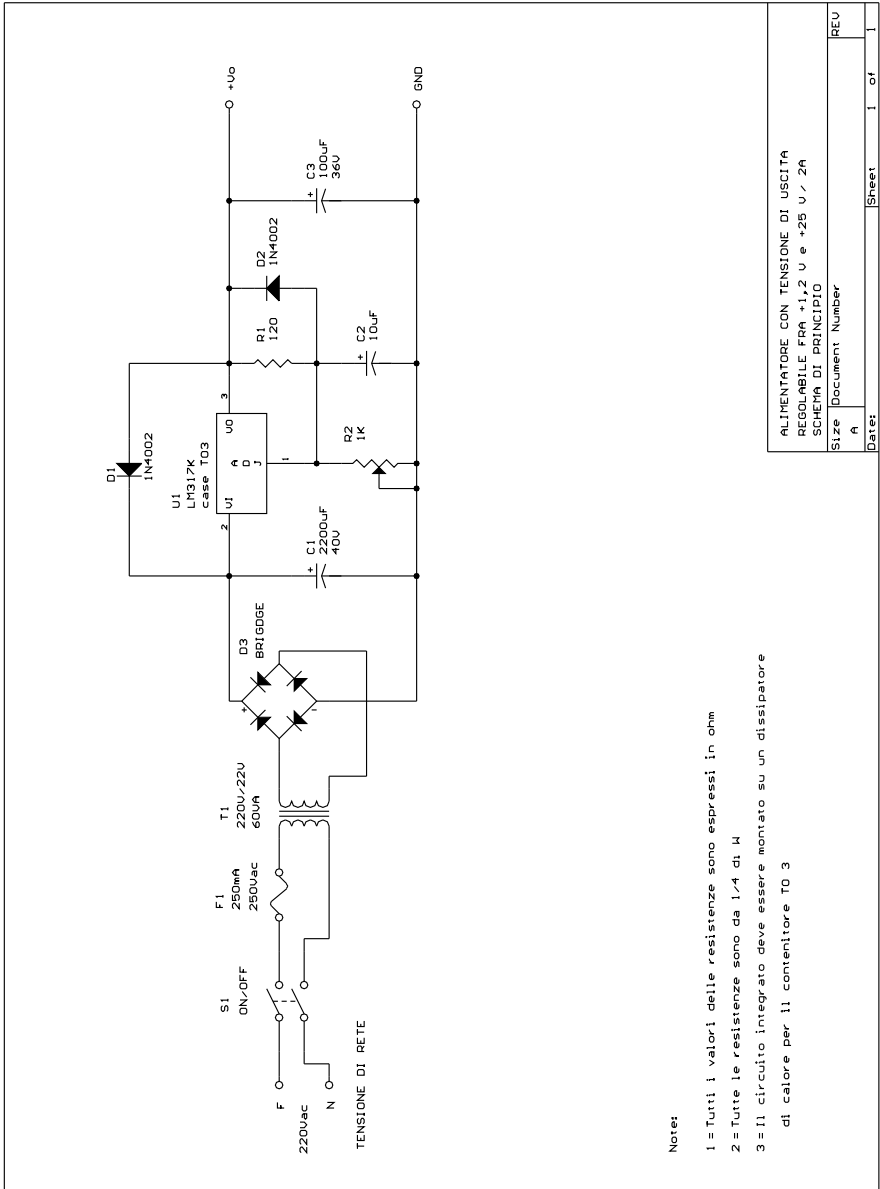 F
220Vac
N
TENSIONE DI RETE
S1
ON/OFF
F1
250mA
250Vac
T1
220V/22V
60VA
D3
BRIGDGE
+
-
C1
2200uF
40V
+
D1
1N4002
U1
LM317K
case TO3
2
VI
VO
3
A
D
J
1
R2
1K
R1
120
C2
10uF
+
D2
1N4002
C3
100uF
36V
+
+Vo
GND
Note:
1 = Tutti i valori delle resistenze sono espressi in ohm
2 = Tutte le resistenze sono da 1/4 di W
3 = Il circuito integrato deve essere montato su un dissipatore
di calore per il contenitore TO 3
ALIMENTATORE CON TENSIONE DI USCITA
REGOLABILE FRA +1,2 V e +25 V / 2A
SCHEMA DI PRINCIPIO
Size Document Number REV
A
Date: Sheet 1 of 1